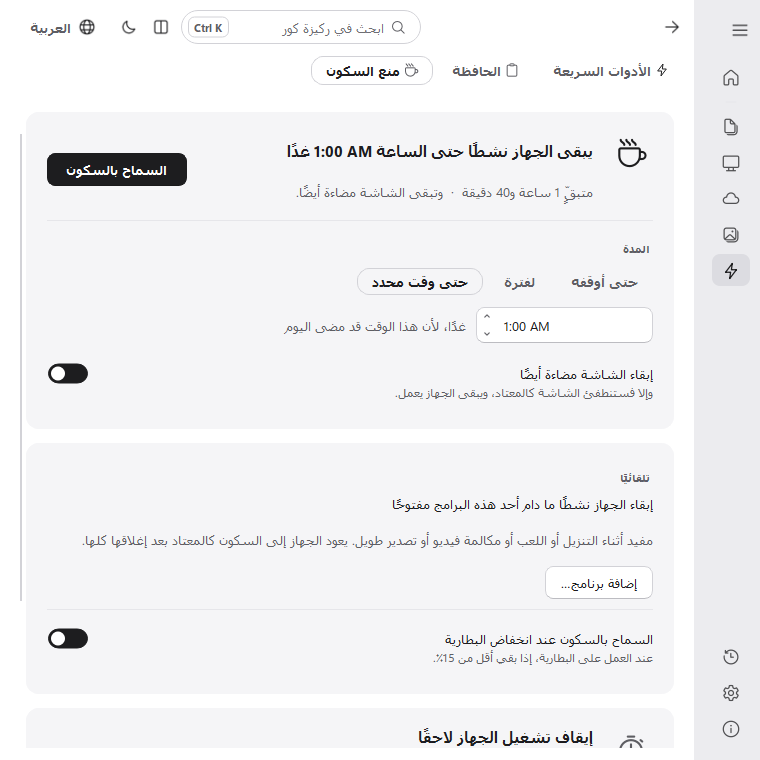 ابحث في ركيزة كور
Ctrl K
العربية
الأدوات السريعة
الحافظة
منع السكون
يبقى الجهاز نشطًا حتى الساعة 1:00 AM غدًا
متبقٍّ 1 ساعة و40 دقيقة · وتبقى الشاشة مضاءة أيضًا.
السماح بالسكون
المدة
حتى أوقفه
لفترة
حتى وقت محدد
1:00 AM
غدًا، لأن هذا الوقت قد مضى اليوم
إبقاء الشاشة مضاءة أيضًا
وإلا فستنطفئ الشاشة كالمعتاد، ويبقى الجهاز يعمل.
تلقائيًا
إبقاء الجهاز نشطًا ما دام أحد هذه البرامج مفتوحًا
مفيد أثناء التنزيل أو اللعب أو مكالمة فيديو أو تصدير طويل. يعود الجهاز إلى السكون كالمعتاد بعد إغلاقها كلها.
إضافة برنامج...
السماح بالسكون عند انخفاض البطارية
عند العمل على البطارية، إذا بقي أقل من 15٪.
إيقاف تشغيل الجهاز لاحقًا